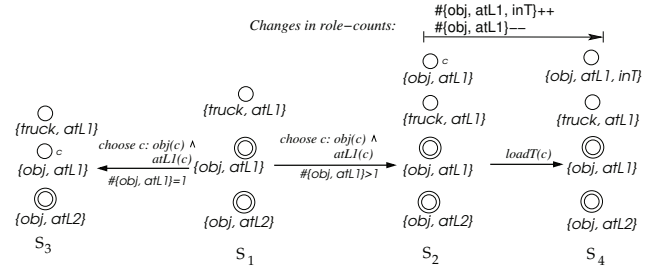 #{obj, atL1, inT}++
Changes in role−counts: #{obj, atL1}−−
c
{obj, atL1} {obj, atL1, inT}
{truck, atL1} {truck, atL1} {truck, atL1} {truck, atL1}
choose c: obj(c) ∧ choose c: obj(c) ∧
c atL1(c) atL1(c) loadT(c)
{obj, atL1} {obj, atL1} {obj, atL1} {obj, atL1}
#{obj, atL1}=1 #{obj, atL1}>1
{obj, atL2} {obj, atL2} {obj, atL2} {obj, atL2}
S3 S1 S2 S4